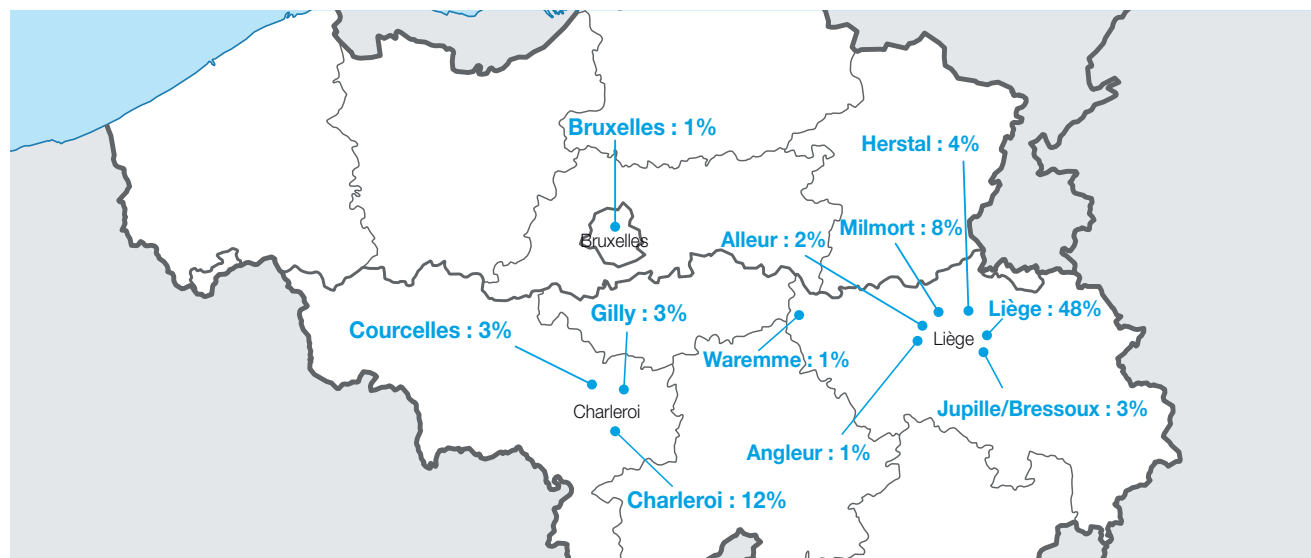 Bruxelles : 1%
Herstal : 4%
Milmort : 8%
Alleur : 2%
Bruxelles
Liège : 48%
Gilly : 3%
Courcelles : 3%
Liège
Waremme : 1%
Jupille/Bressoux : 3%
Charleroi
Angleur : 1%
Charleroi : 12%